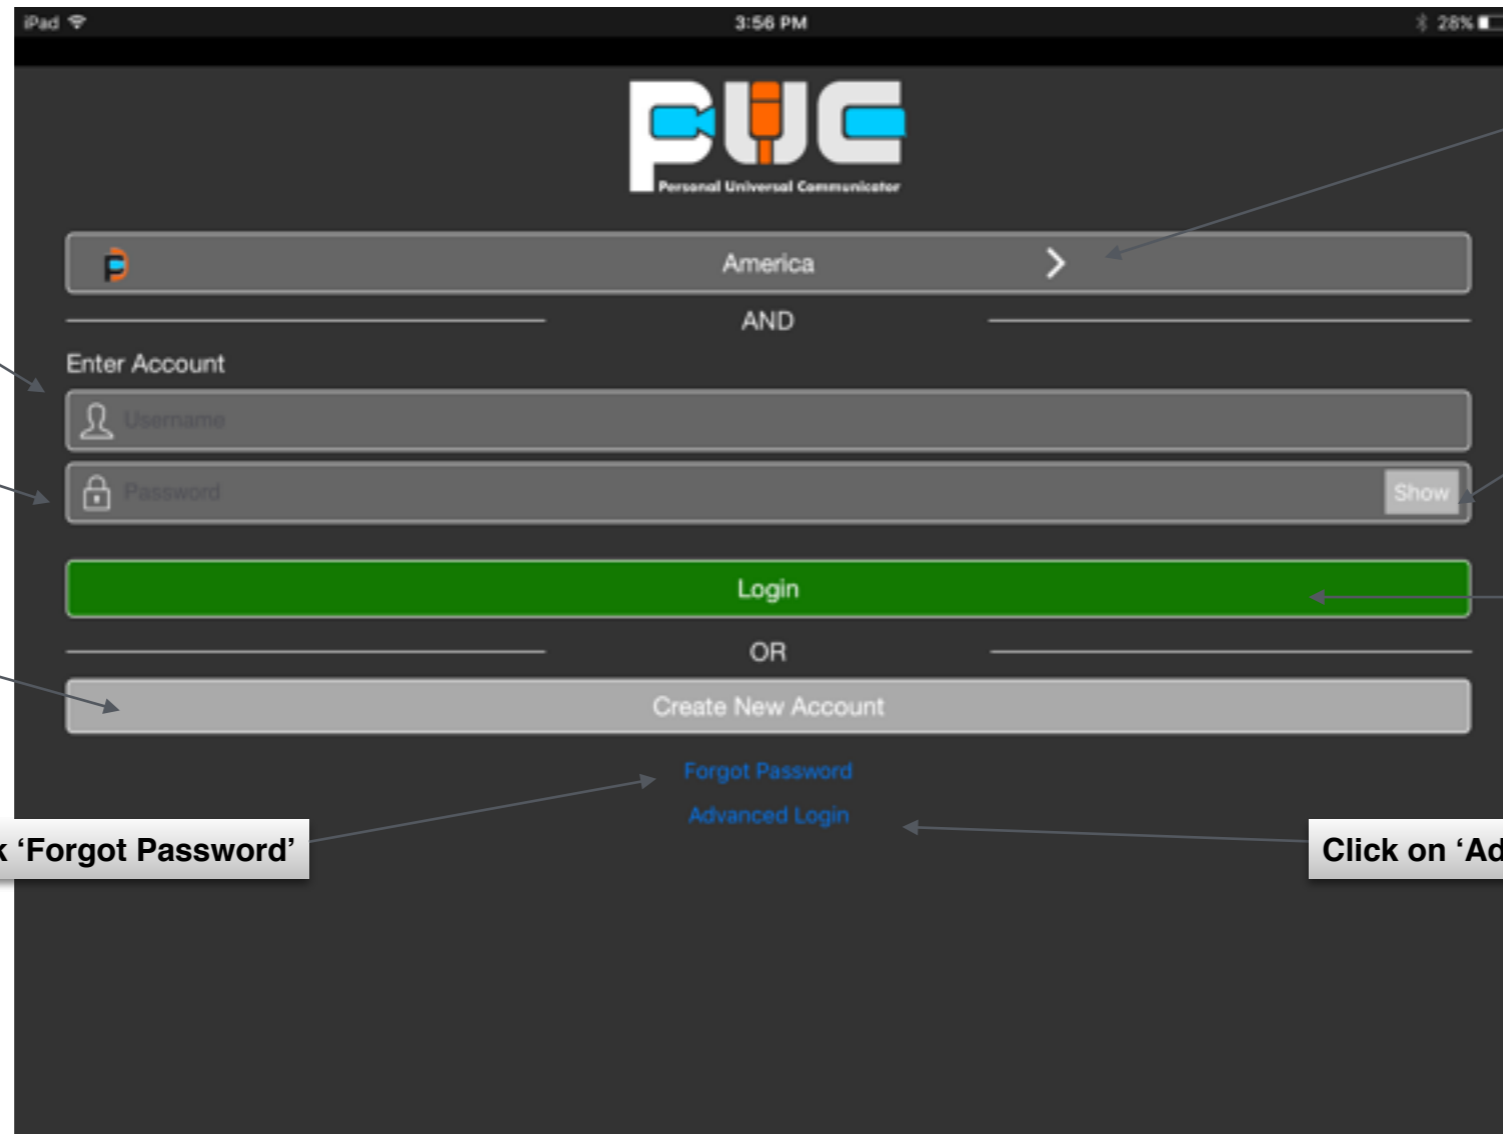 iPad 3:56 PM 28%
PUC
Personal Universal Communicator
America
AND
Enter Account
Username
Password Show
Login
OR
Create New Account
Forgot Password
Advanced Login
k ‘Forgot Password’
Click on ‘Ad